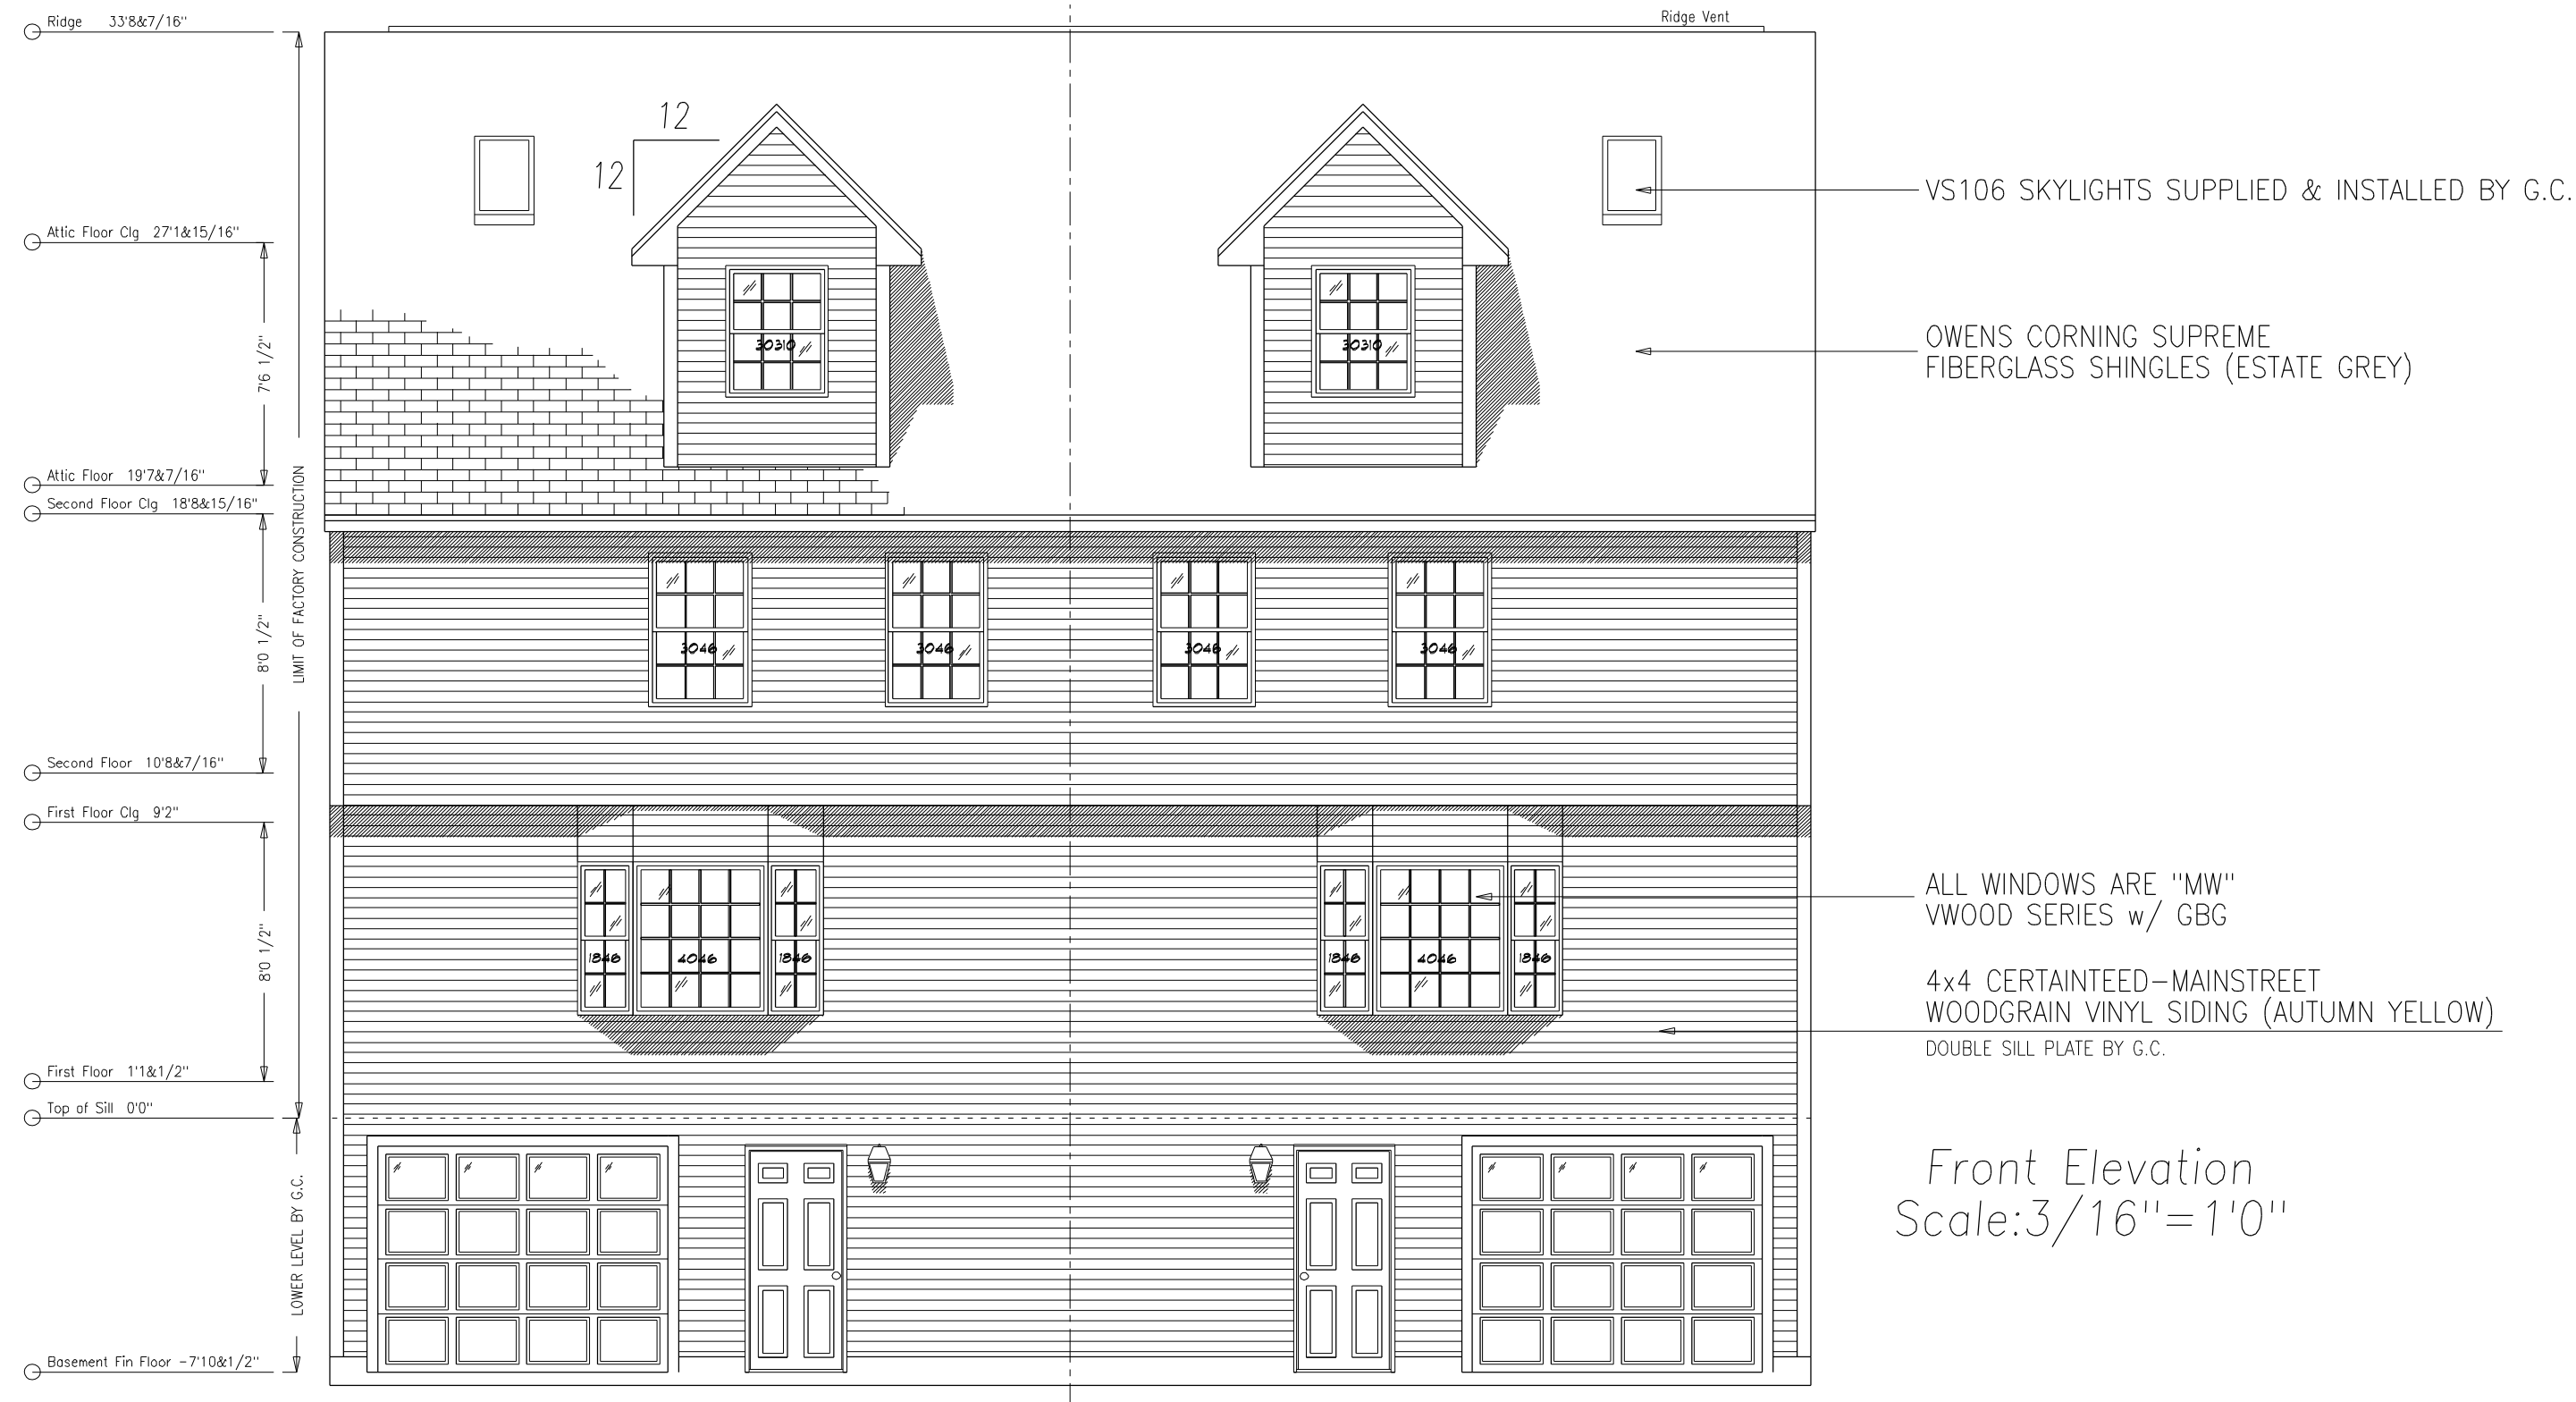 Ridge 33'8&7/16"
Ridge Vent
12
12
VS106 SKYLIGHTS SUPPLIED & INSTALLED BY G.C.
Attic Floor Clg 27'1&15/16"
30310
30310
OWENS CORNING SUPREME
FIBERGLASS SHINGLES (ESTATE GREY)
7'6 1/2"
Attic Floor 19'7&7/16"
Second Floor Clg 18'8&15/16"
LIMIT OF FACTORY CONSTRUCTION
8'0 1/2"
3046
3046
3046
3046
Second Floor 10'8&7/16"
First Floor Clg 9'2"
ALL WINDOWS ARE "MW"
VWOOD SERIES w/ GBG
8'0 1/2"
1846
4046
1846
1846
4046
1846
4x4 CERTAINTEED-MAINSTREET
WOODGRAIN VINYL SIDING (AUTUMN YELLOW)
DOUBLE SILL PLATE BY G.C.
First Floor 1'1&1/2"
Top of Sill 0'0"
LOWER LEVEL BY G.C.
Front Elevation
Scale:3/16"=1'0"
Basement Fin Floor -7'10&1/2"